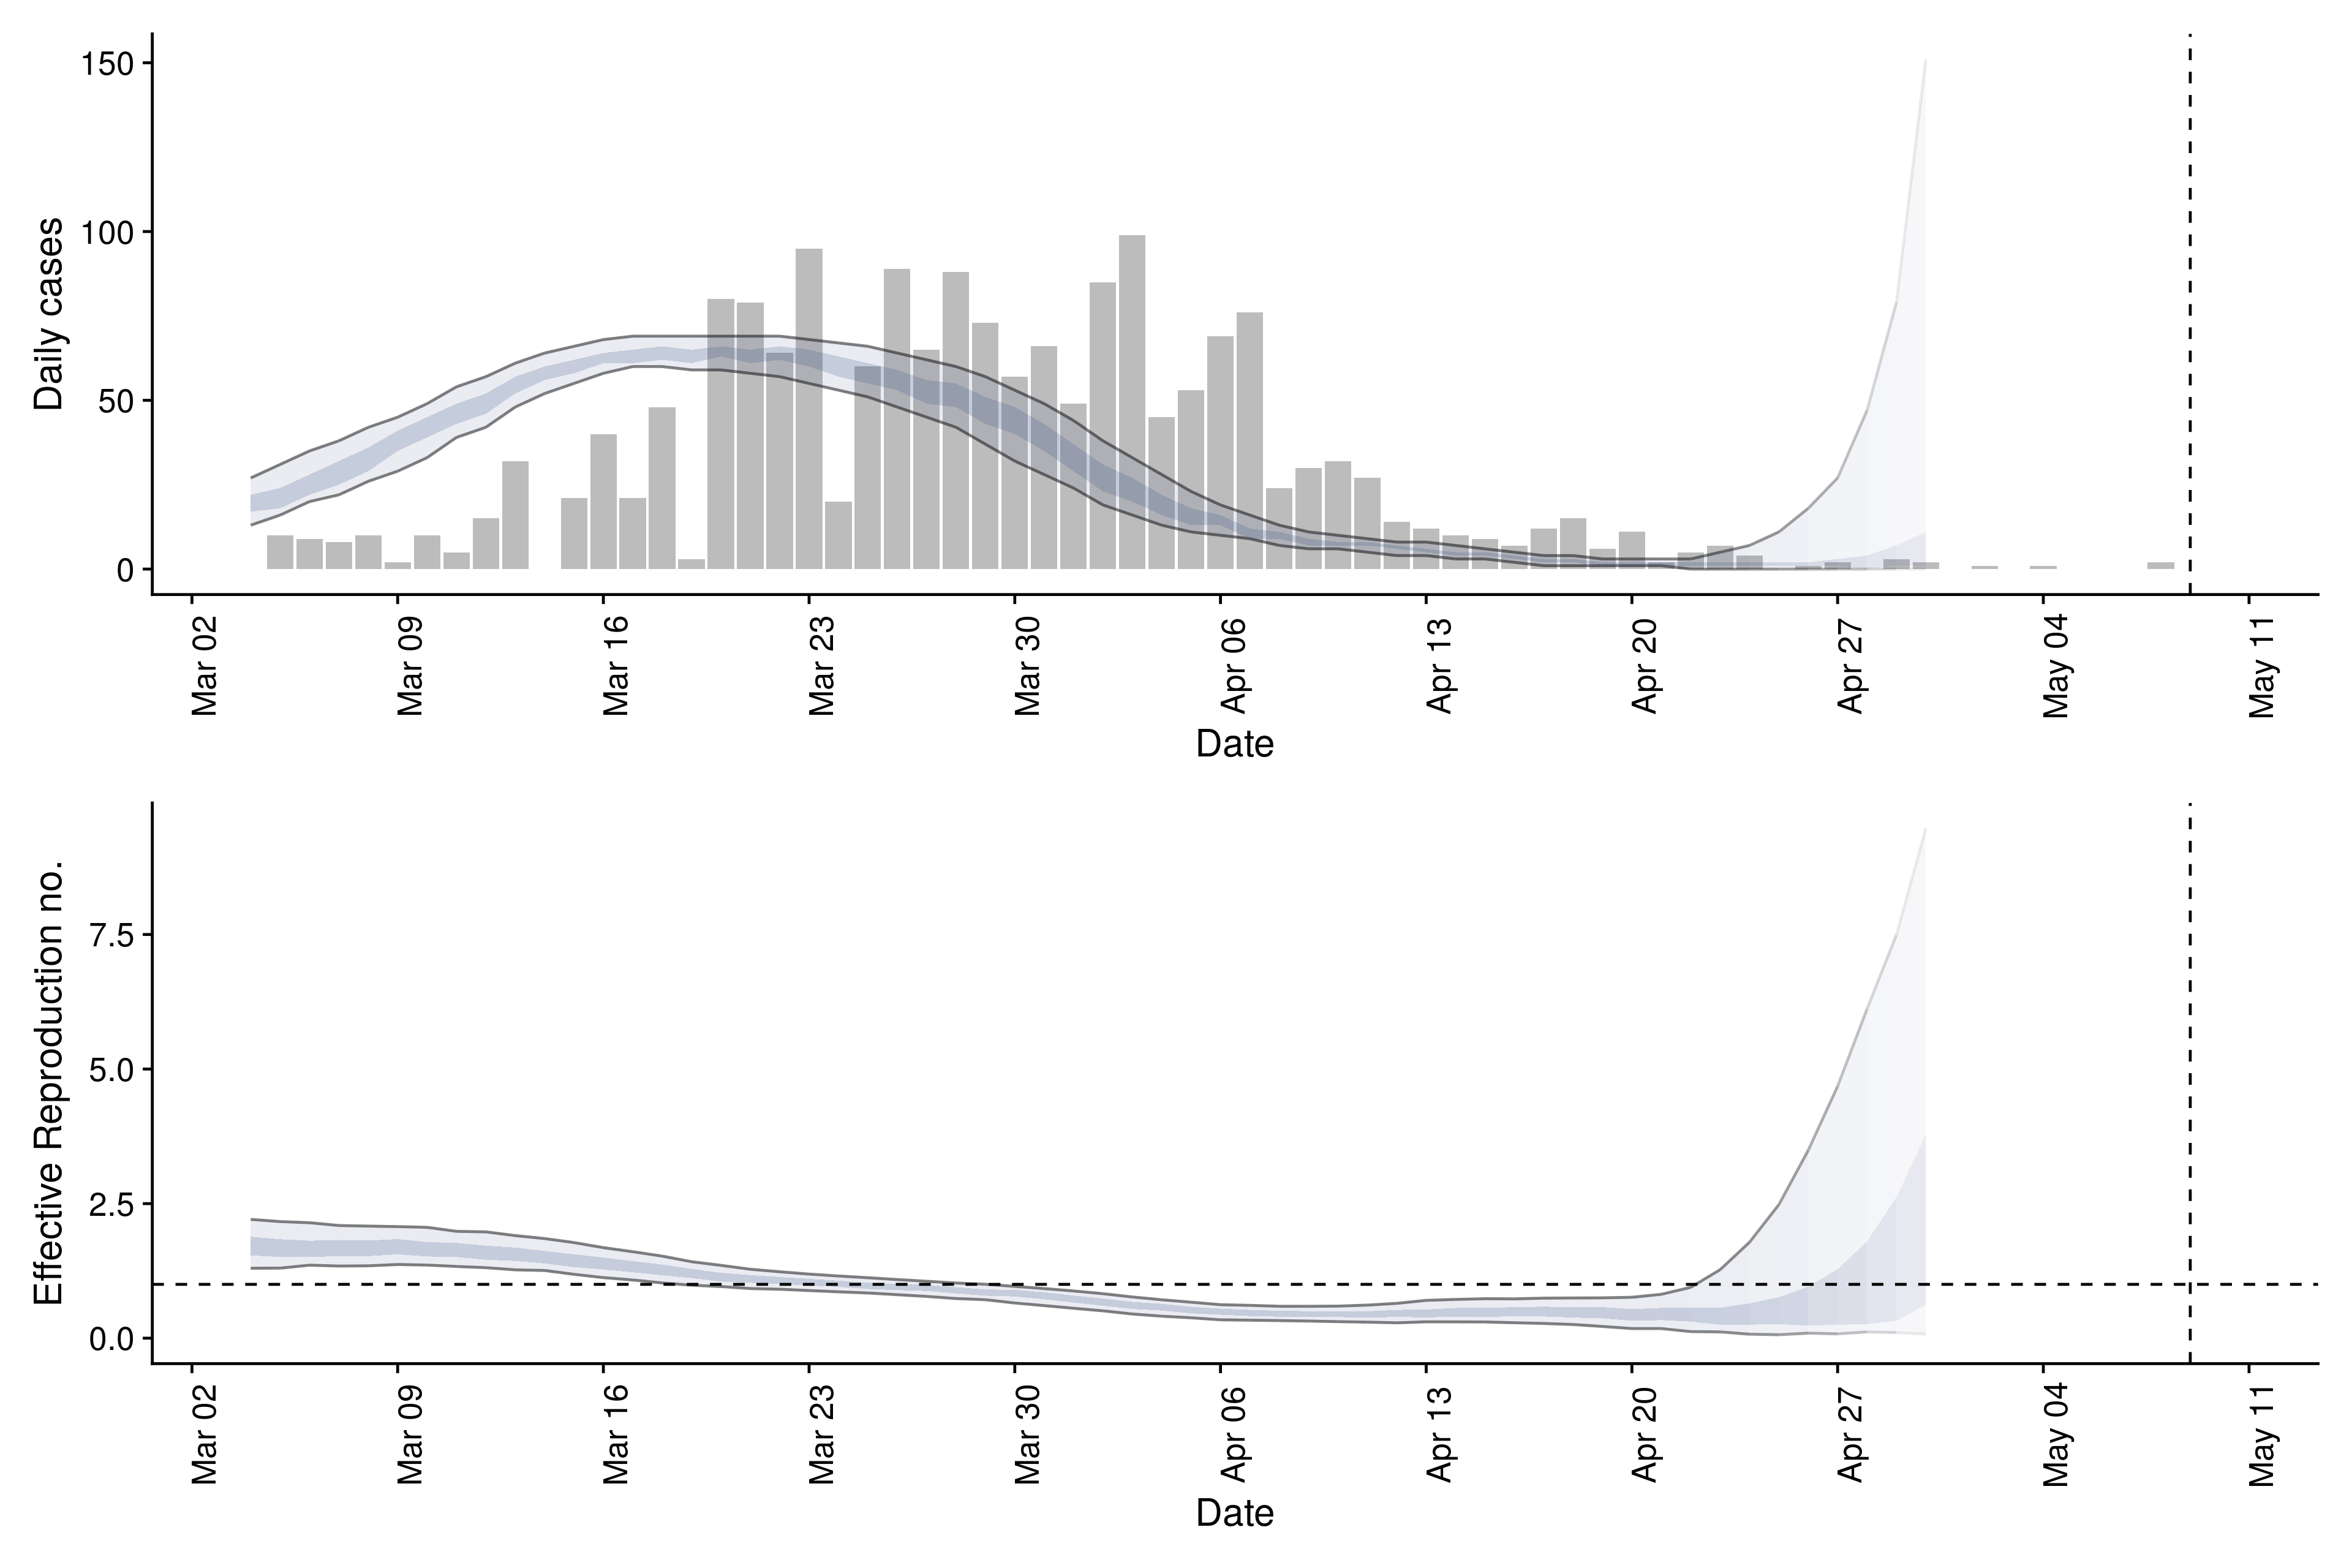 Daily cases
150
100
50
0
Mar 02
Mar 09
Mar 16
Mar 23
Mar 30
Apr 06
Apr 13
Apr 20
Apr 27
May 04
May 11
Date
Effective Reproduction no.
7.5
5.0
2.5
0.0
Mar 02
Mar 09
Mar 16
Mar 23
Mar 30
Apr 06
Apr 13
Apr 20
Apr 27
May 04
May 11
Date